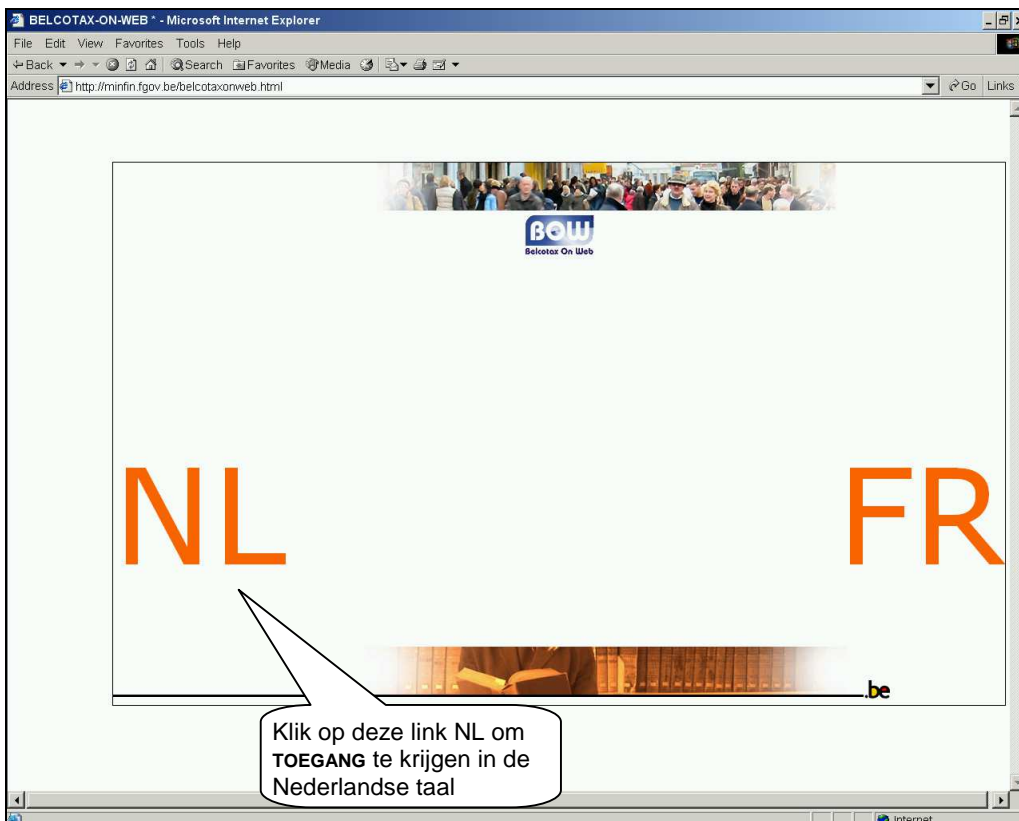 BELCOTAX-ON-WEB * - Microsoft Internet Explorer
File Edit View Favorites Tools Help
Back Search Favorites Media
Address http://minfin.fgov.be/belcotaxonweb.html Go Links
BOW
Belcotax On Web
NL FR
.be
Klik op deze link NL om
TOEGANG te krijgen in de
Nederlandse taal
Internet